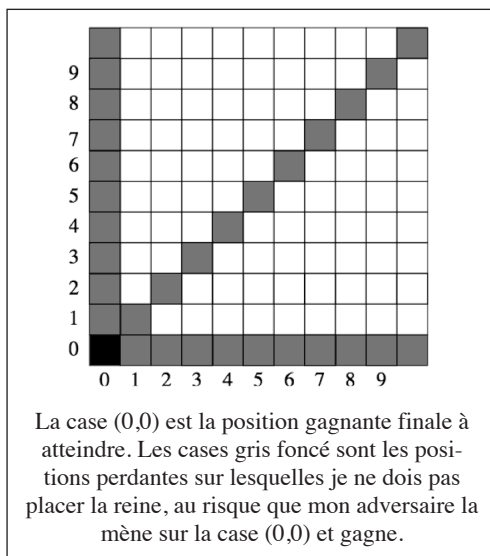 9
8
7
6
5
4
3
2
1
0
0 1 2 3 4 5 6 7 8 9
La case (0,0) est la position gagnante finale à
atteindre. Les cases gris foncé sont les posi-
tions perdantes sur lesquelles je ne dois pas
placer la reine, au risque que mon adversaire la
mène sur la case (0,0) et gagne.